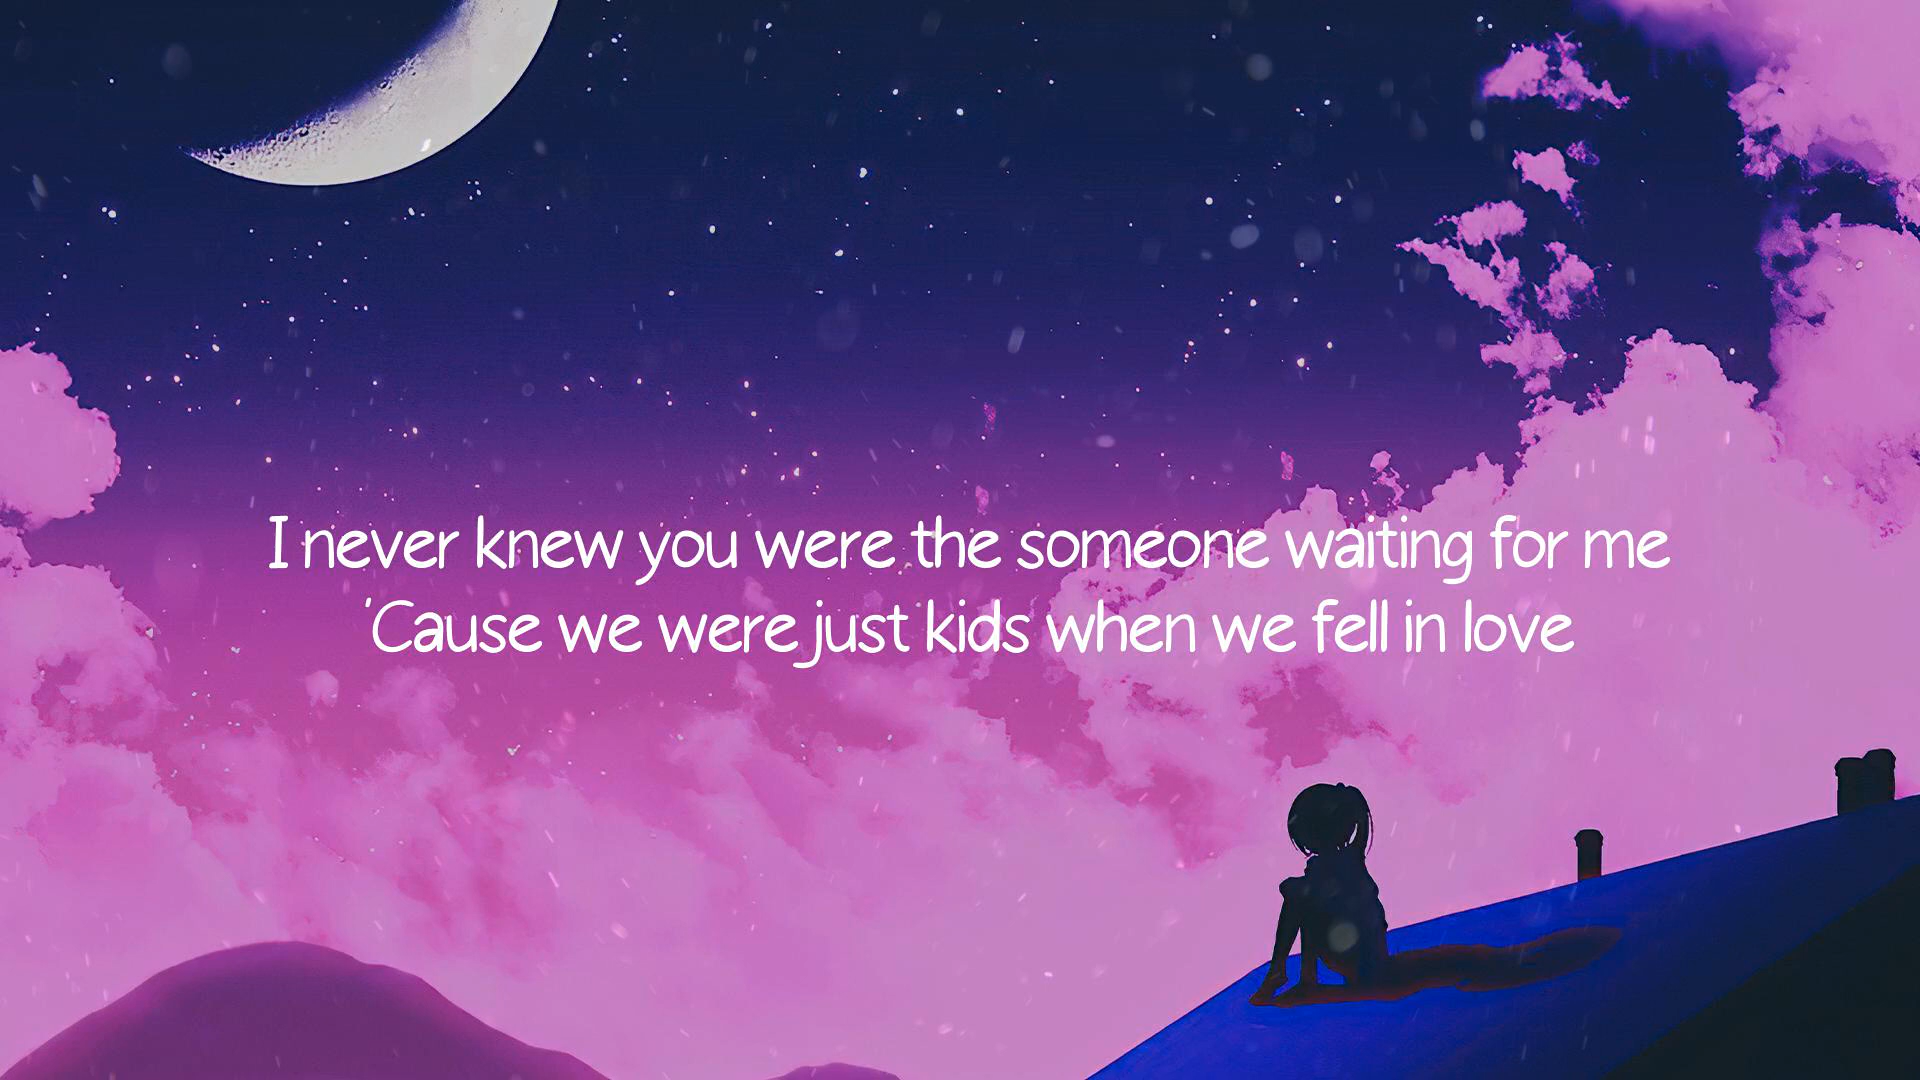 I never knew you were the someone waiting for me
'Cause we were just kids when we fell in love